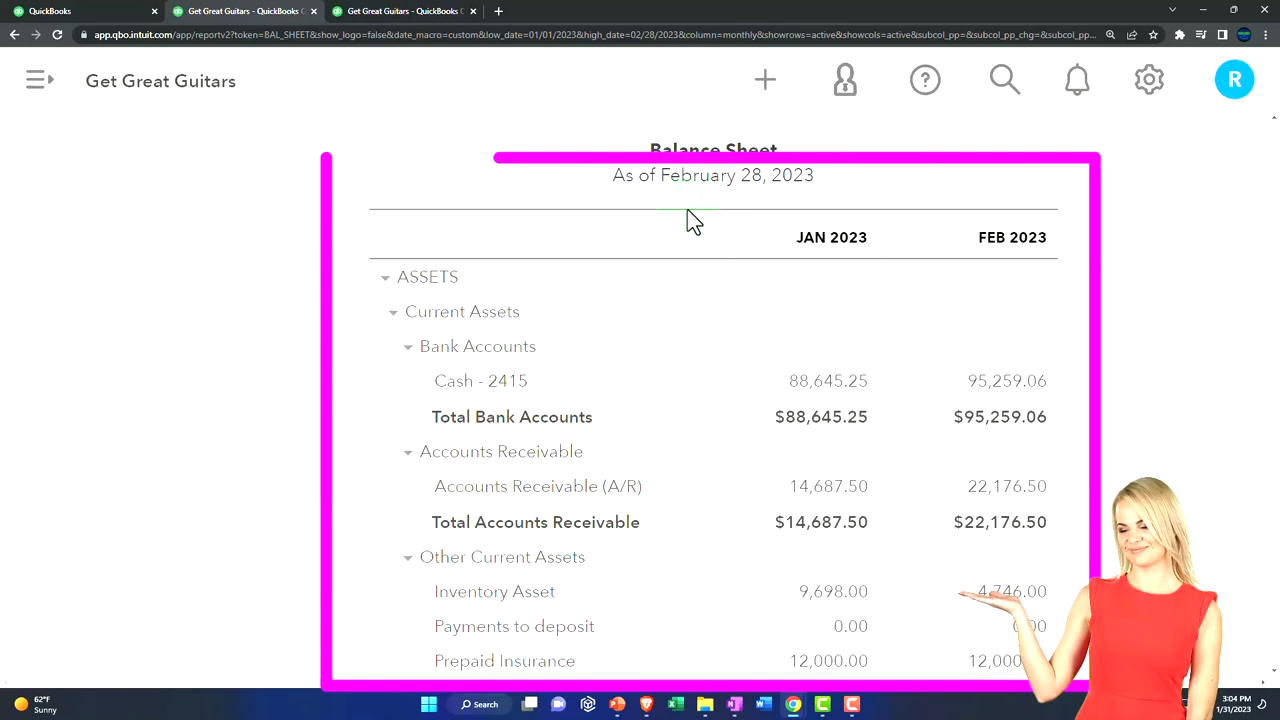 QuickBooks
Get Great Guitars - QuickBooks C
Get Great Guitars - QuickBooks C
app.qbo.intuit.com/app/reportv2?token=BAL_SHEET&show_logo=false&date_macro=custom&low_date=01/01/2023&high_date=02/28/2023&column=monthly&showrows=active&showcols=active&subcol_pp=&subcol_pp_chg=&subcol_pp...
Get Great Guitars
R
Balance Sheet
As of February 28, 2023
JAN 2023 FEB 2023
ASSETS
Current Assets
Bank Accounts
Cash - 2415 88,645.25 95,259.06
Total Bank Accounts $88,645.25 $95,259.06
Accounts Receivable
Accounts Receivable (A/R) 14,687.50 22,176.50
Total Accounts Receivable $14,687.50 $22,176.50
Other Current Assets
Inventory Asset 9,698.00 4,746.00
Payments to deposit 0.00
Prepaid Insurance 12,000.00 12,000
62°F
Sunny
Search
3:04 PM
1/31/2023